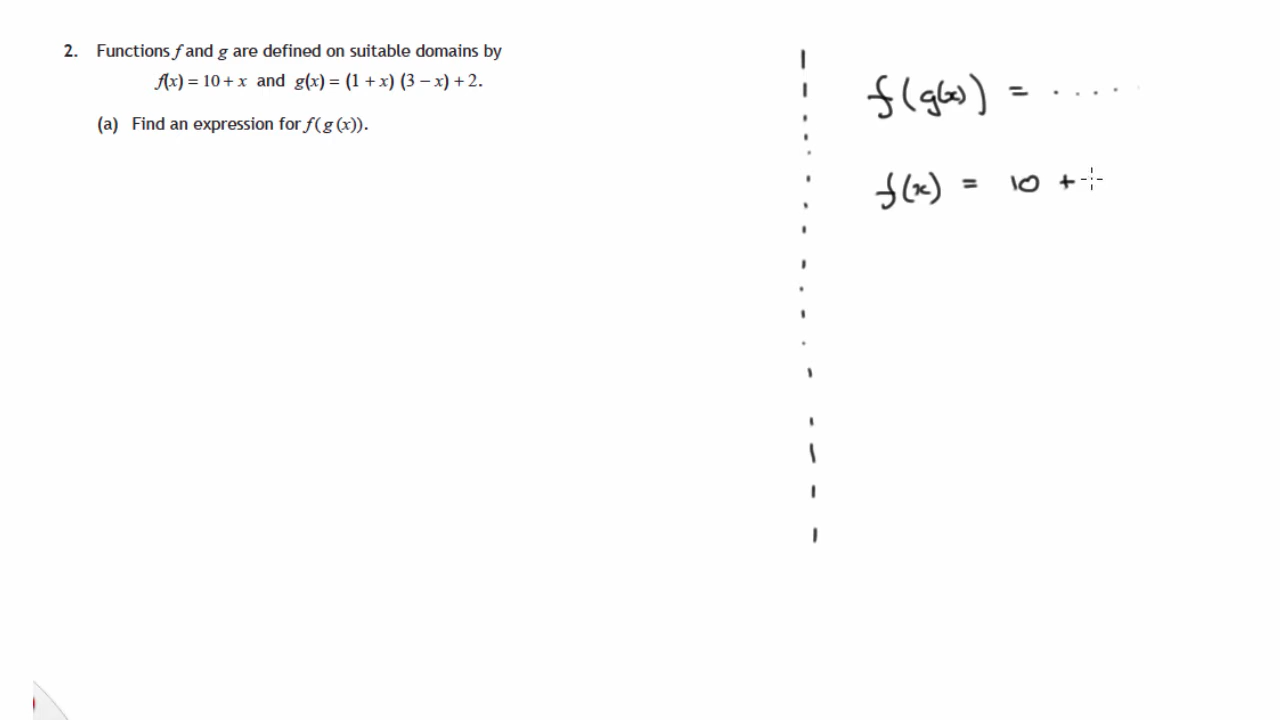 2. Functions f and g are defined on suitable domains by
f(x) = 10 + x and g(x) = (1 + x) (3 − x) + 2.
(a) Find an expression for f(g(x)).
f(g(x)) = ....
f(x) = 10 +